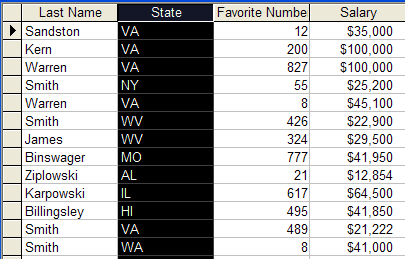 Last Name State Favorite Numbe Salary
Sandston VA 12 $35,000
Kern VA 200 $100,000
Warren VA 827 $100,000
Smith NY 55 $25,200
Warren VA 8 $45,100
Smith WV 426 $22,900
James WV 324 $29,500
Binswager MO 777 $41,950
Ziplowski AL 21 $12,854
Karpowski IL 617 $64,500
Billingsley HI 495 $41,850
Smith VA 489 $21,222
Smith WA 8 $41,000